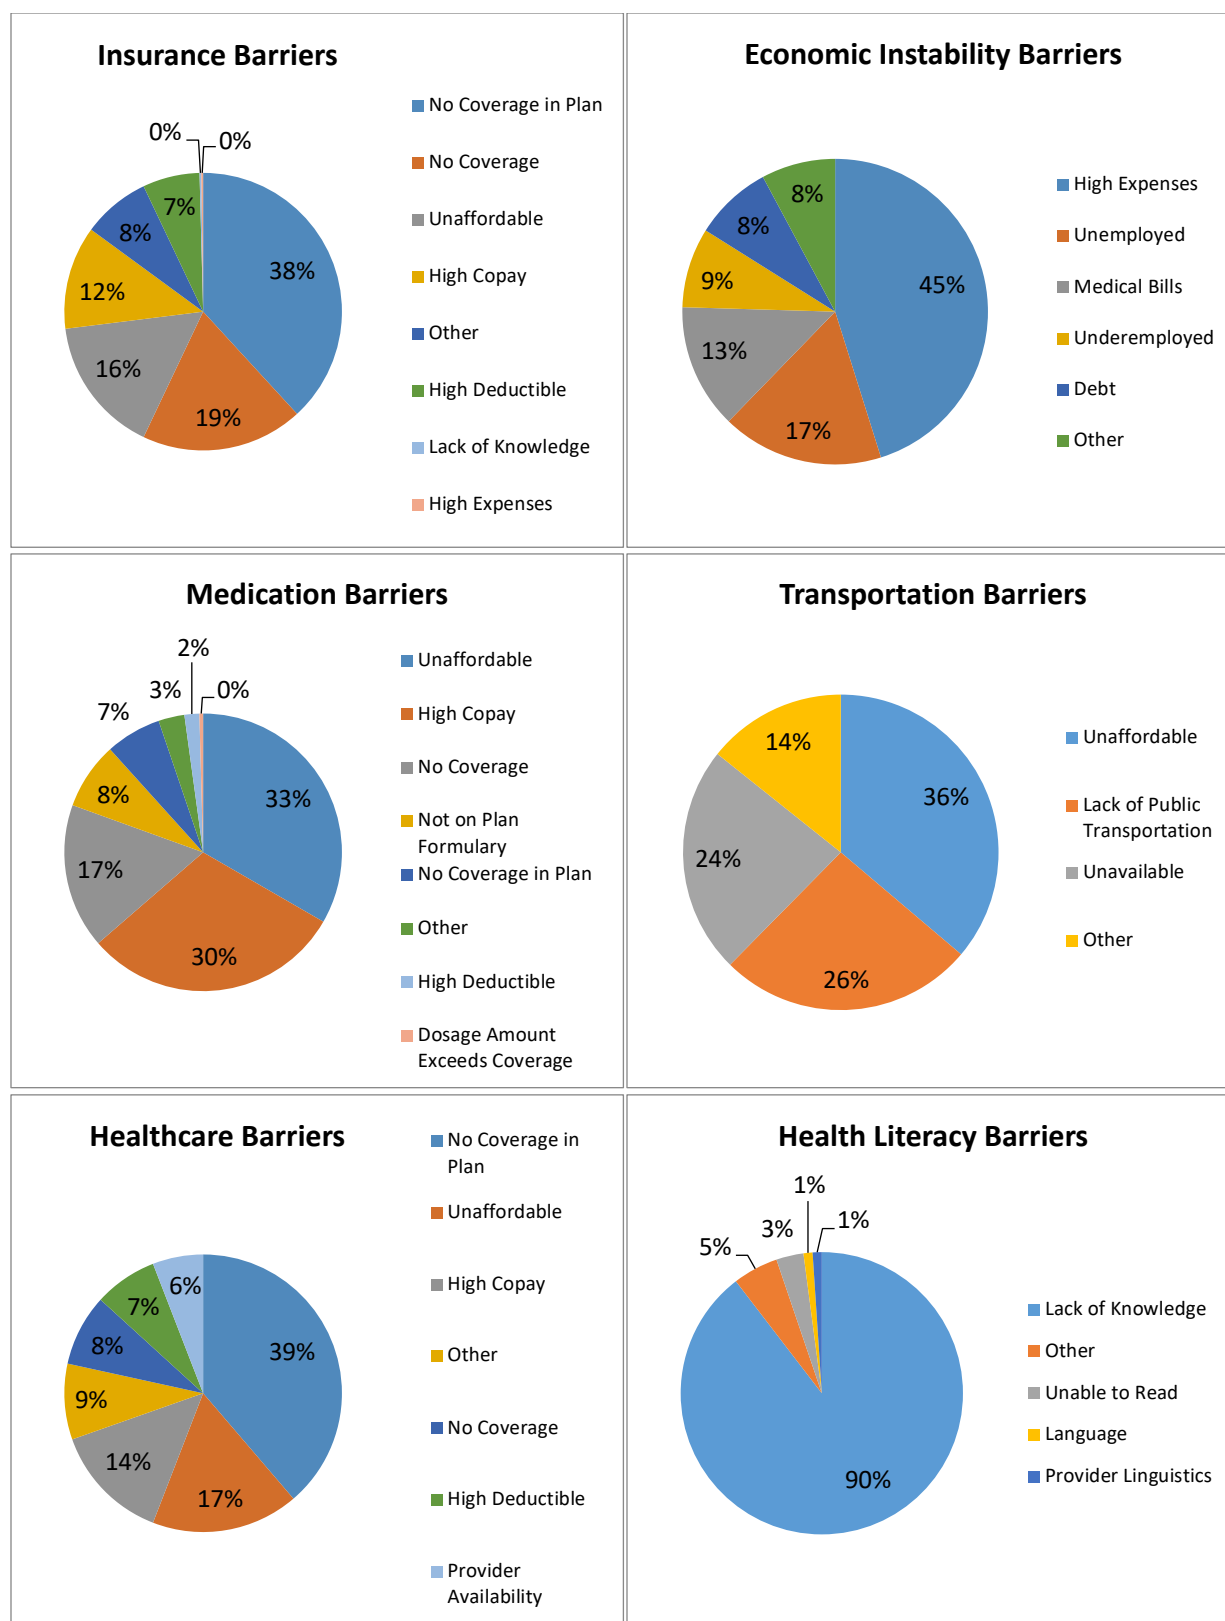 Insurance Barriers
0%
0%
7%
8%
12%
16%
19%
38%
No Coverage in Plan
No Coverage
Unaffordable
High Copay
Other
High Deductible
Lack of Knowledge
High Expenses
Economic Instability Barriers
8%
8%
9%
13%
17%
45%
High Expenses
Unemployed
Medical Bills
Underemployed
Debt
Other
Medication Barriers
2%
3%
0%
7%
8%
17%
30%
33%
Unaffordable
High Copay
No Coverage
Not on Plan
Formulary
No Coverage in Plan
Other
High Deductible
Dosage Amount
Exceeds Coverage
Transportation Barriers
14%
24%
26%
36%
Unaffordable
Lack of Public
Transportation
Unavailable
Other
Healthcare Barriers
6%
7%
8%
9%
14%
17%
39%
No Coverage in
Plan
Unaffordable
High Copay
Other
No Coverage
High Deductible
Provider
Availability
Health Literacy Barriers
1%
1%
3%
5%
90%
Lack of Knowledge
Other
Unable to Read
Language
Provider Linguistics